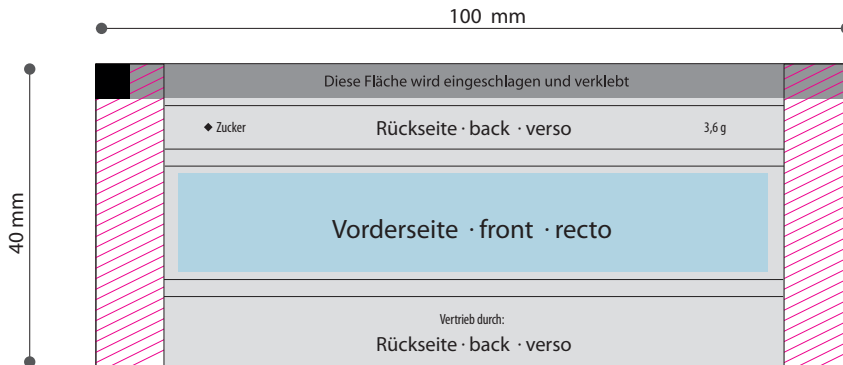 100 mm
Diese Fläche wird eingeschlagen und verklebt
◆ Zucker Rückseite · back · verso 3,6 g
40 mm
Vorderseite · front · recto
Vertrieb durch:
Rückseite · back · verso